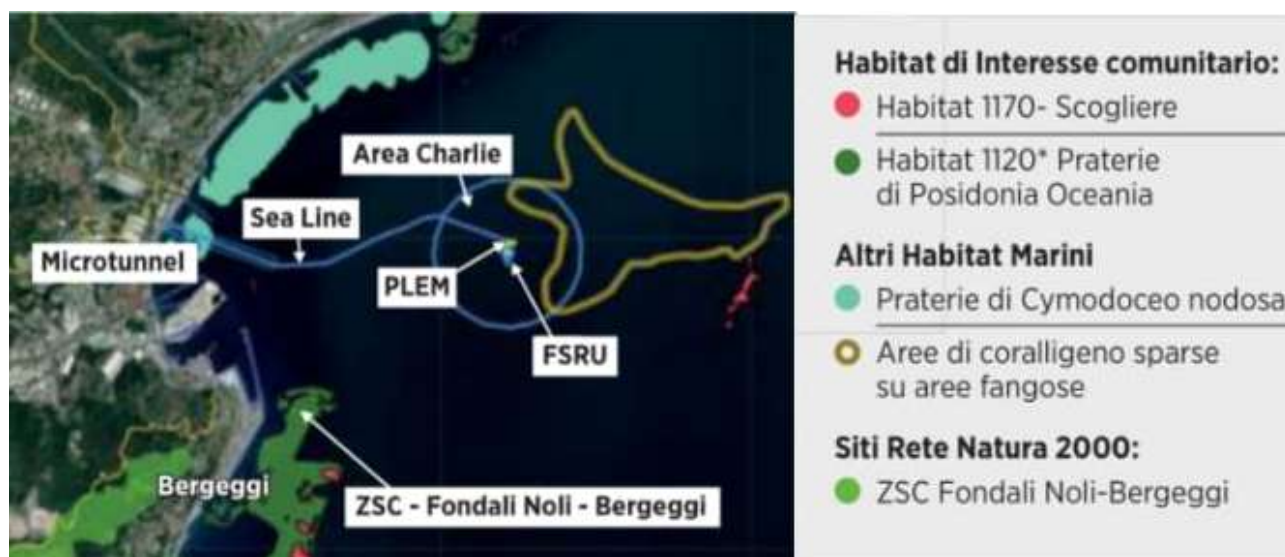 Area Charlie
Sea Line
Microtunnel
PLEM
FSRU
Bergeggi
ZSC - Fondali Noli - Bergeggi
Habitat di Interesse comunitario:
Habitat 1170- Scogliere
Habitat 1120* Praterie
di Posidonia Oceania
Altri Habitat Marini
Praterie di Cymodoceo nodosa
Aree di coralligeno sparse
su aree fangose
Siti Rete Natura 2000:
ZSC Fondali Noli-Bergeggi